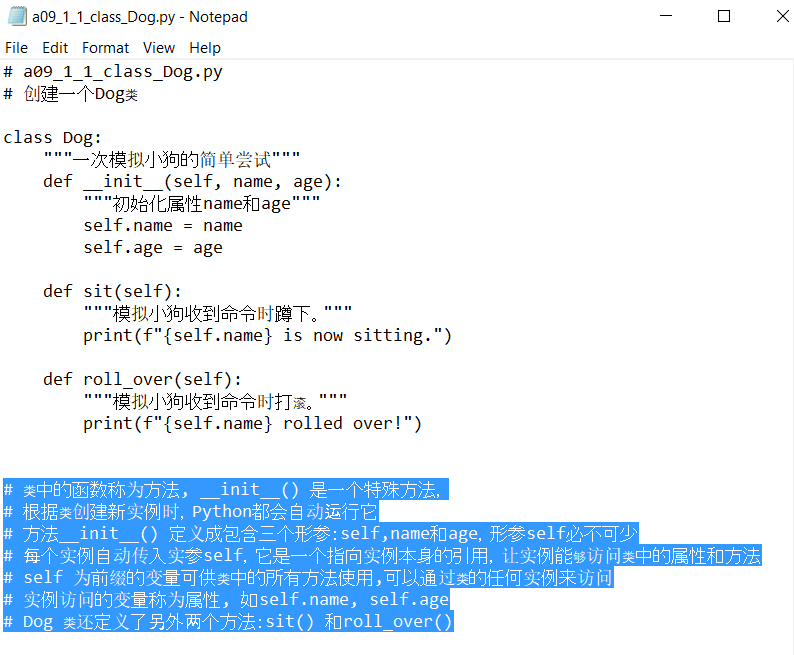 a09_1_1_class_Dog.py - Notepad
File Edit Format View Help
# a09_1_1_class_Dog.py
# 创建一个Dog类
class Dog:
    """一次模拟小狗的简单尝试"""
    def __init__(self, name, age):
        """初始化属性name和age"""
        self.name = name
        self.age = age
    def sit(self):
        """模拟小狗收到命令时蹲下。"""
        print(f"{self.name} is now sitting.")
    def roll_over(self):
        """模拟小狗收到命令时打滚。"""
        print(f"{self.name} rolled over!")
# 类中的函数称为方法, __init__() 是一个特殊方法,
# 根据类创建新实例时, Python都会自动运行它
# 方法__init__() 定义成包含三个形参:self,name和age, 形参self必不可少
# 每个实例自动传入实参self, 它是一个指向实例本身的引用, 让实例能够访问类中的属性和方法
# self 为前缀的变量可供类中的所有方法使用,可以通过类的任何实例来访问
# 实例访问的变量称为属性, 如self.name, self.age
# Dog 类还定义了另外两个方法:sit() 和roll_over()